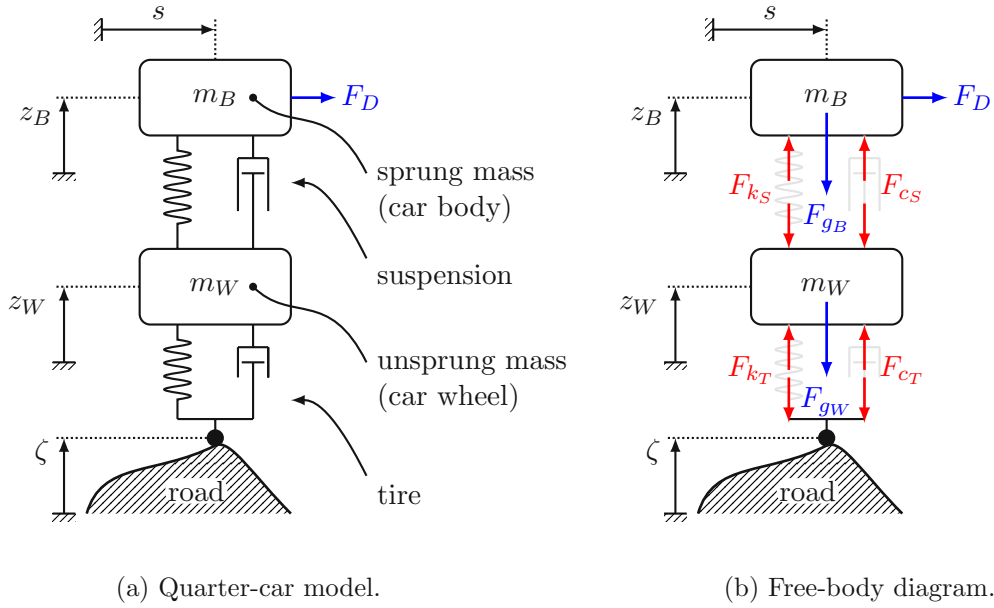 s
m_B
F_D
z_B
sprung mass
(car body)
suspension
m_W
z_W
unsprung mass
(car wheel)
ζ
road
tire
(a) Quarter-car model.
s
m_B
F_D
z_B
F_{k_S}
F_{c_S}
F_{g_B}
m_W
z_W
F_{k_T}
F_{c_T}
F_{g_W}
ζ
road
(b) Free-body diagram.